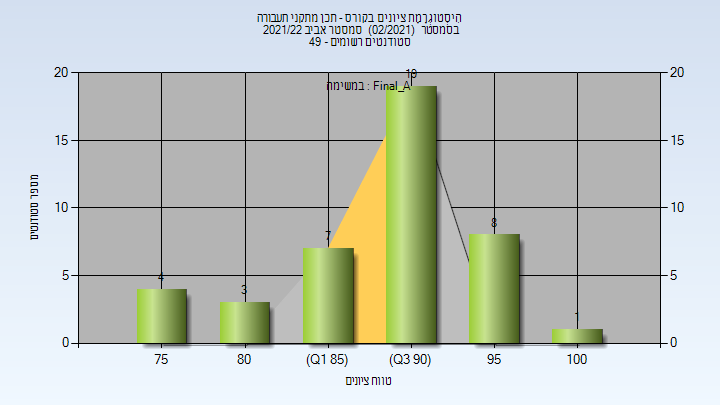 היסטוגרמת ציונים בקורס - תכן מתקני תעבורה
בסמסטר (02/2021) סמסטר אביב 2021/22
סטודנטים רשומים - 49
במשימה : Final_A
20
15
10
5
0
20
15
10
5
0
מספר סטודנטים
4
3
7
19
8
1
75
80
(Q1 85)
(Q3 90)
95
100
טווח ציונים